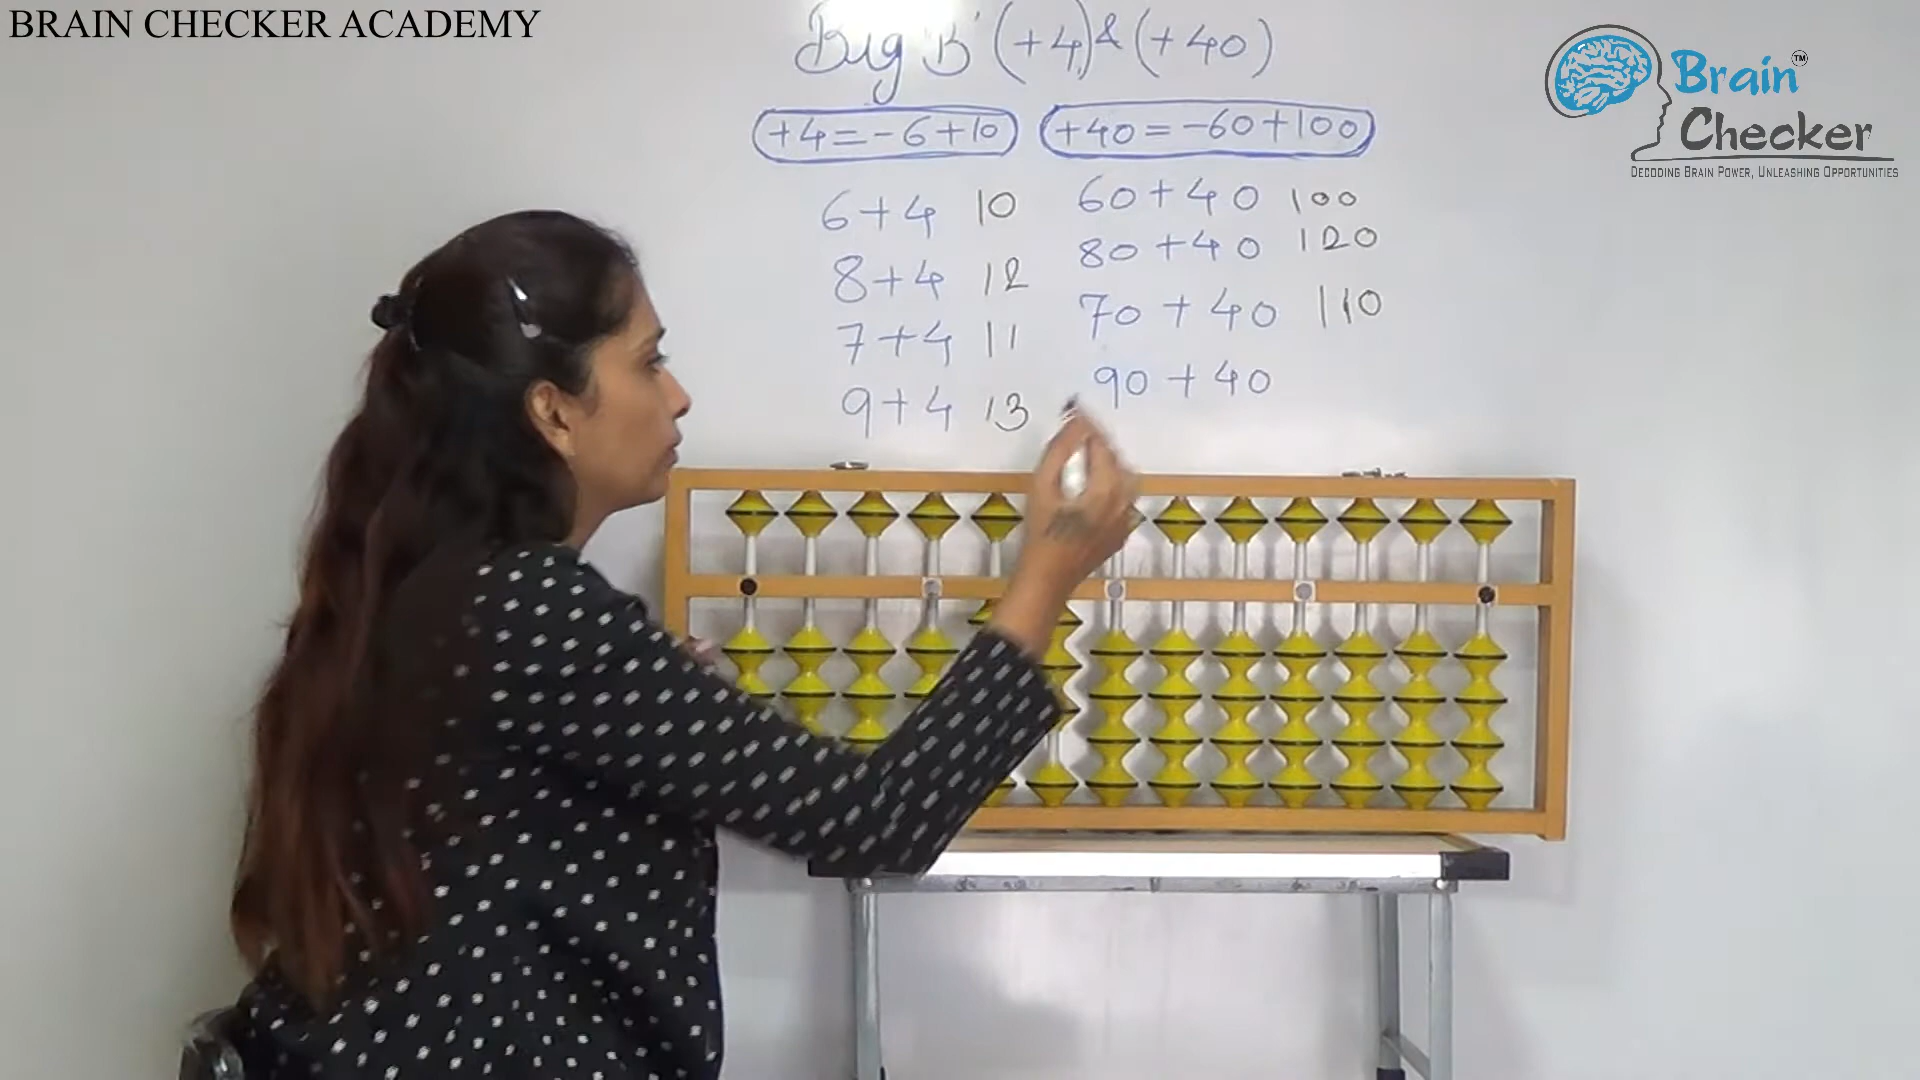 BRAIN CHECKER ACADEMY
Big B' (+4) & (+40)
+4=-6+10 +40=-60+100
6+4 10
8+4 12
7+4 11
9+4 13
60+40 100
80+40 120
70+40 110
90+40
Brain™
Checker
DECODING BRAIN POWER, UNLEASHING OPPORTUNITIES